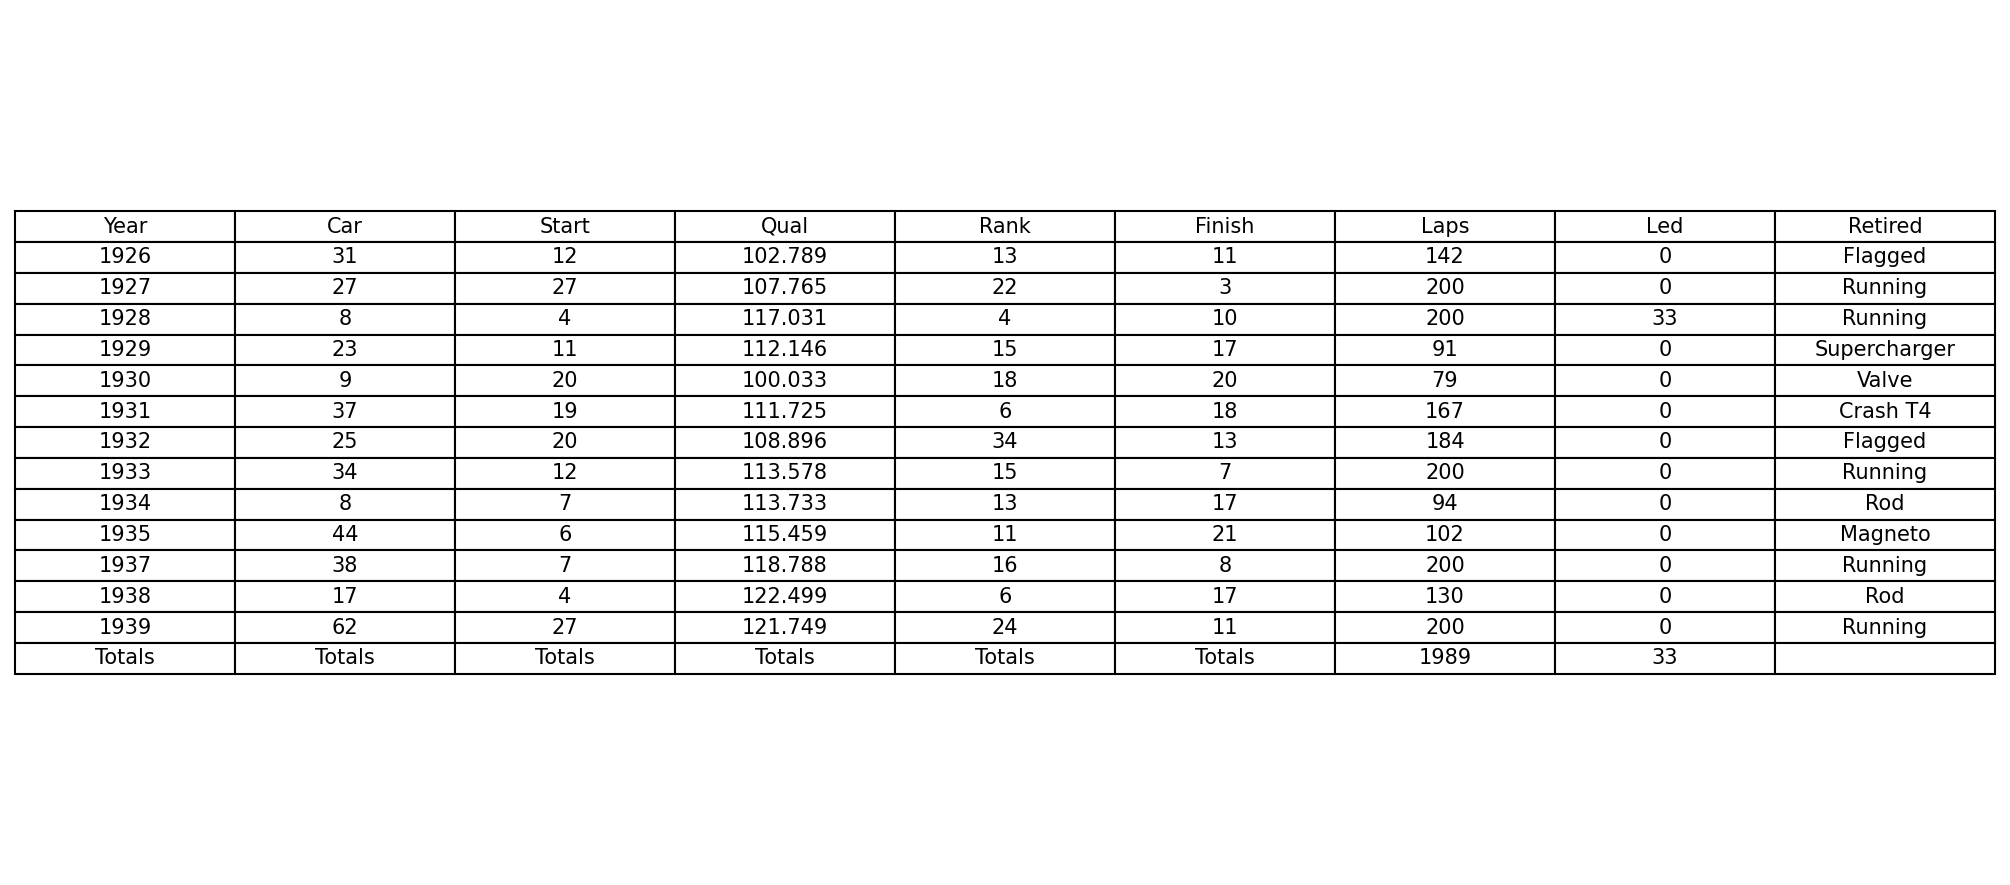 Year Car Start Qual Rank Finish Laps Led Retired
1926 31 12 102.789 13 11 142 0 Flagged
1927 27 27 107.765 22 3 200 0 Running
1928 8 4 117.031 4 10 200 33 Running
1929 23 11 112.146 15 17 91 0 Supercharger
1930 9 20 100.033 18 20 79 0 Valve
1931 37 19 111.725 6 18 167 0 Crash T4
1932 25 20 108.896 34 13 184 0 Flagged
1933 34 12 113.578 15 7 200 0 Running
1934 8 7 113.733 13 17 94 0 Rod
1935 44 6 115.459 11 21 102 0 Magneto
1937 38 7 118.788 16 8 200 0 Running
1938 17 4 122.499 6 17 130 0 Rod
1939 62 27 121.749 24 11 200 0 Running
Totals Totals Totals Totals Totals Totals 1989 33